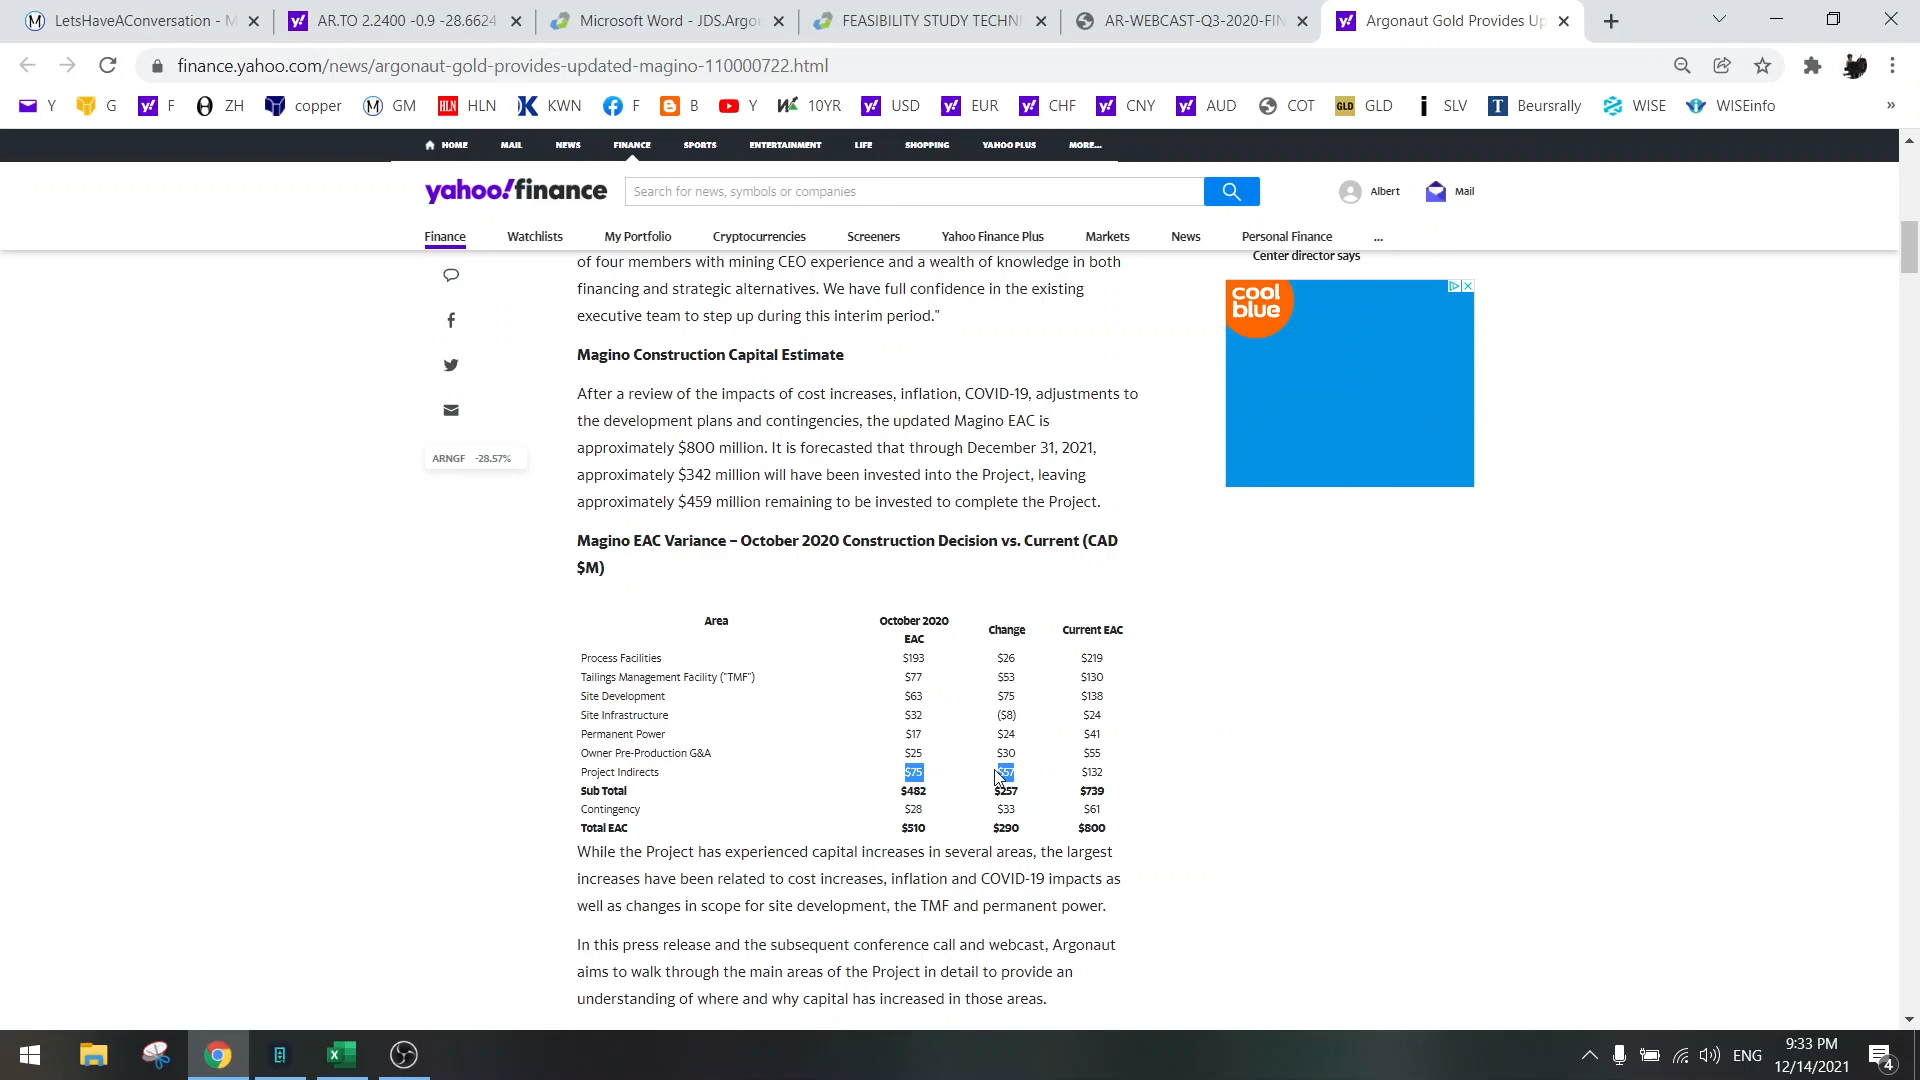 LetsHaveAConversation - M
AR.TO 2.2400 -0.9 -28.6624
Microsoft Word - JDS.Argon
FEASIBILITY STUDY TECHNI
AR-WEBCAST-Q3-2020-FIN
Argonaut Gold Provides Up
finance.yahoo.com/news/argonaut-gold-provides-updated-magino-110000722.html
Y G F ZH copper GM HLN HLN KWN F B Y 10YR USD EUR CHF CNY AUD COT GLD GLD SLV Beursrally WISE WISEinfo »
HOME MAIL NEWS FINANCE SPORTS ENTERTAINMENT LIFE SHOPPING YAHOO PLUS MORE...
yahoo!finance
Search for news, symbols or companies
Albert Mail
Finance Watchlists My Portfolio Cryptocurrencies Screeners Yahoo Finance Plus Markets News Personal Finance ...
of four members with mining CEO experience and a wealth of knowledge in both
financing and strategic alternatives. We have full confidence in the existing
executive team to step up during this interim period."
Center director says
cool
blue
ARNGF -28.57%
Magino Construction Capital Estimate
After a review of the impacts of cost increases, inflation, COVID-19, adjustments to
the development plans and contingencies, the updated Magino EAC is
approximately $800 million. It is forecasted that through December 31, 2021,
approximately $342 million will have been invested into the Project, leaving
approximately $459 million remaining to be invested to complete the Project.
Magino EAC Variance – October 2020 Construction Decision vs. Current (CAD
$M)
Area October 2020 EAC Change Current EAC
Process Facilities $193 $26 $219
Tailings Management Facility ("TMF") $77 $53 $130
Site Development $63 $75 $138
Site Infrastructure $32 ($8) $24
Permanent Power $17 $24 $41
Owner Pre-Production G&A $25 $30 $55
Project Indirects $75 $57 $132
Sub Total $482 $257 $739
Contingency $28 $33 $61
Total EAC $510 $290 $800
While the Project has experienced capital increases in several areas, the largest
increases have been related to cost increases, inflation and COVID-19 impacts as
well as changes in scope for site development, the TMF and permanent power.
In this press release and the subsequent conference call and webcast, Argonaut
aims to walk through the main areas of the Project in detail to provide an
understanding of where and why capital has increased in those areas.
ENG
9:33 PM
12/14/2021
4